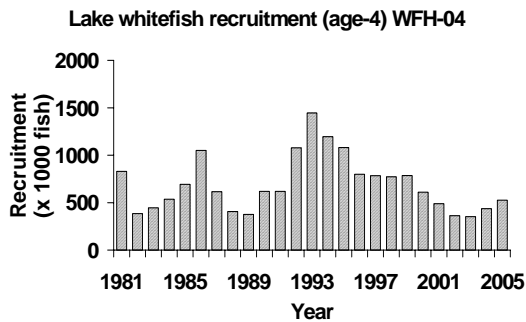 Lake whitefish recruitment (age-4) WFH-04
Recruitment
(x 1000 fish)
2000
1500
1000
500
0
1981 1985 1989 1993 1997 2001 2005
Year